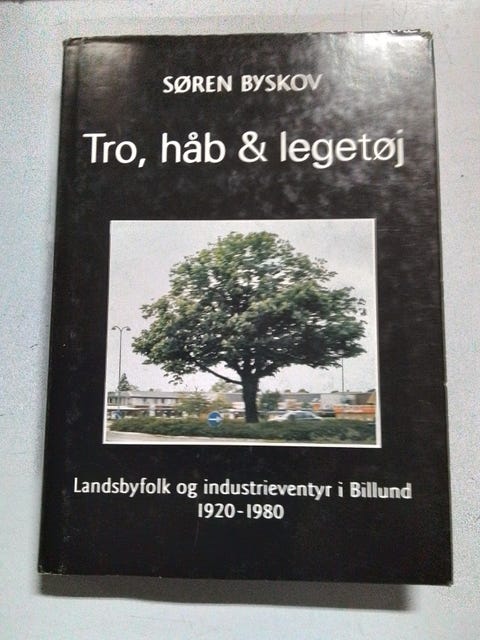 SØREN BYSKOV
Tro, håb & legetøj
Landsbyfolk og industrieventyr i Billund
1920-1980